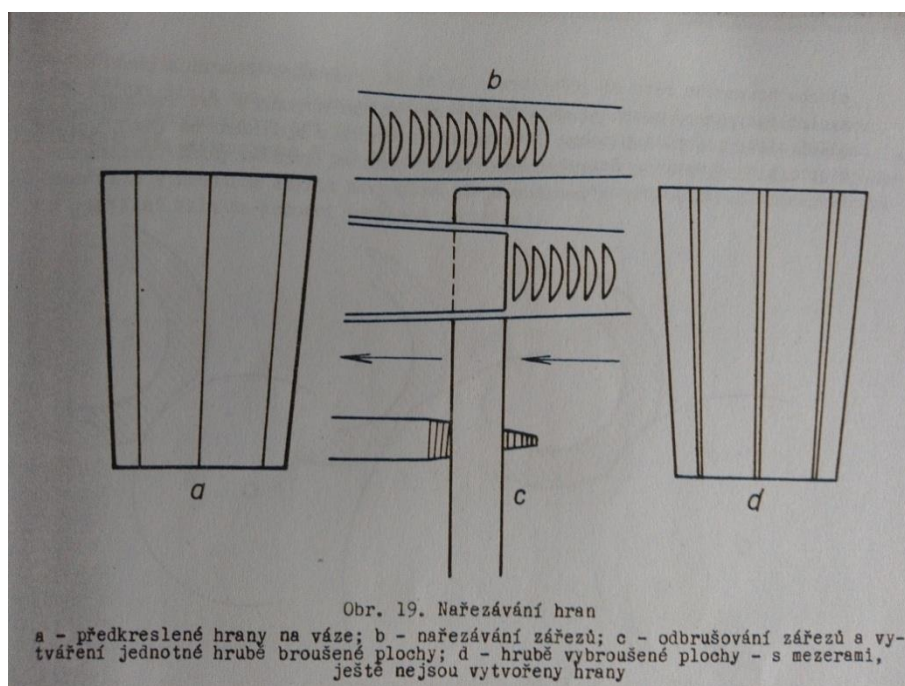 b
a
c
d
Obr. 19. Nařezávání hran
a - předkreslené hrany na váze; b - nařezávání zářezů; c - odbrušování zářezů a vy-
tváření jednotné hrubě broušené plochy; d - hrubě vybroušené plochy - s mezerami,
ještě nejsou vytvořeny hrany